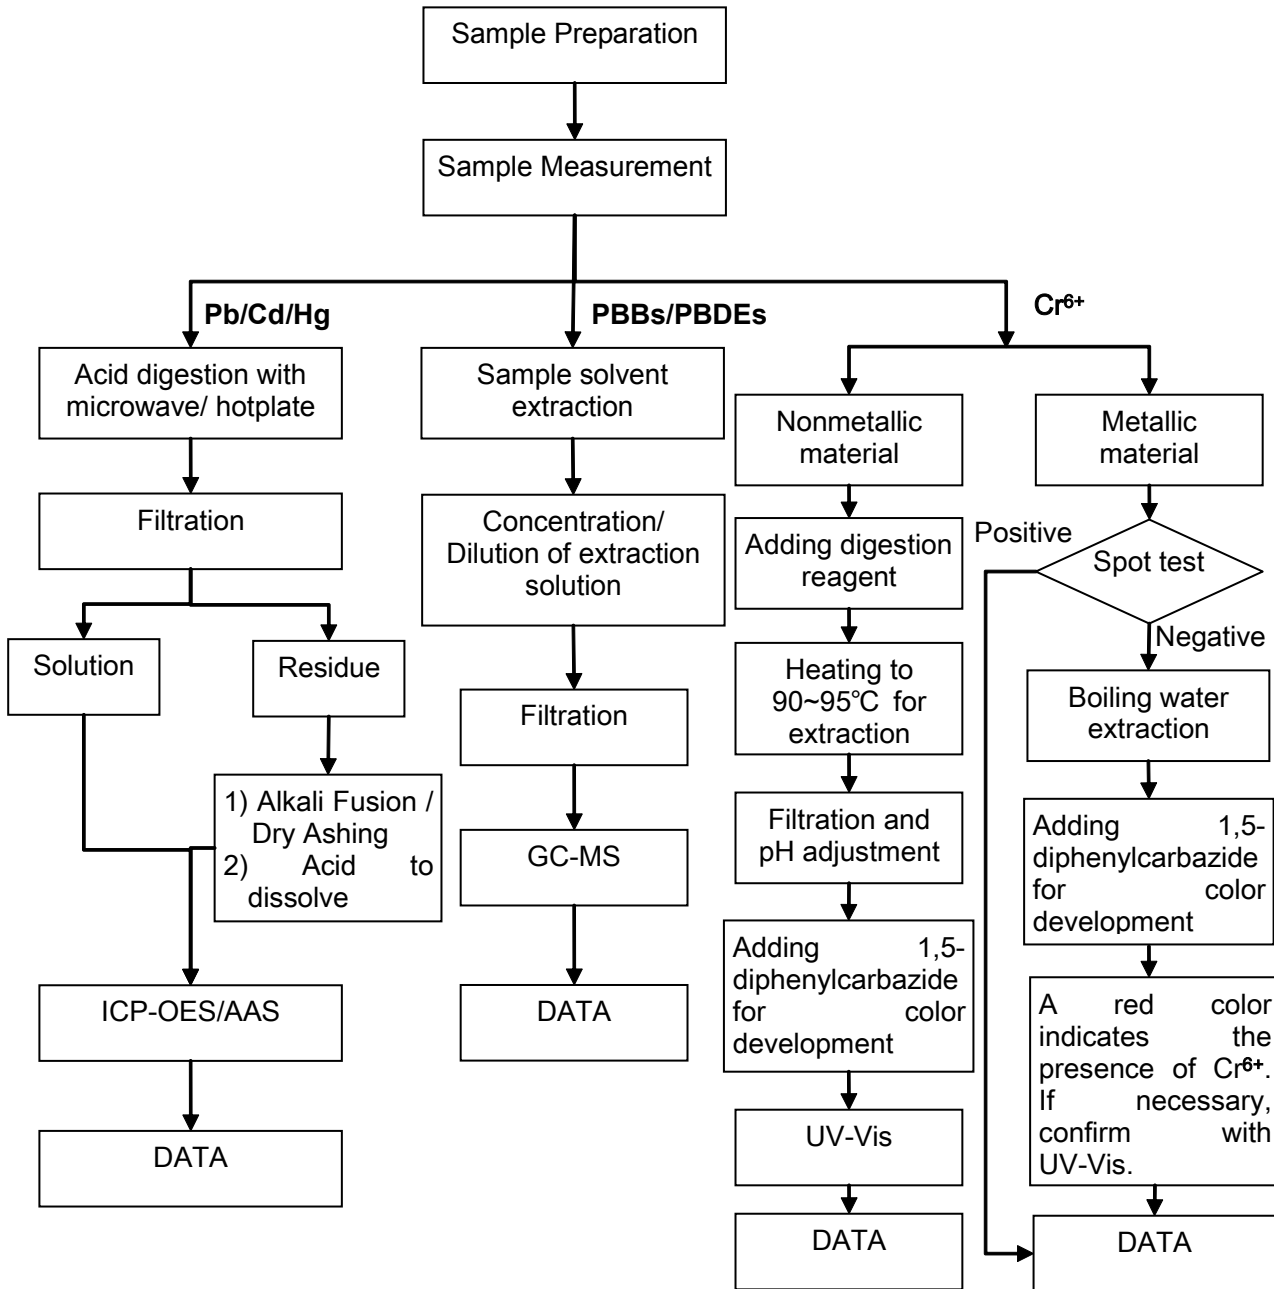 Sample Preparation
Sample Measurement
Pb/Cd/Hg
PBBs/PBDEs
Cr⁶⁺
Acid digestion with
microwave/ hotplate
Filtration
Solution
Residue
1) Alkali Fusion /
Dry Ashing
2) Acid to
dissolve
ICP-OES/AAS
DATA
Sample solvent
extraction
Concentration/
Dilution of extraction
solution
Filtration
GC-MS
DATA
Nonmetallic
material
Adding digestion
reagent
Heating to
90~95℃ for
extraction
Filtration and
pH adjustment
Adding 1,5-
diphenylcarbazide
for color
development
UV-Vis
DATA
Metallic
material
Positive
Spot test
Negative
Boiling water
extraction
Adding 1,5-
diphenylcarbazide
for color
development
A red color
indicates the
presence of Cr⁶⁺.
If necessary,
confirm with
UV-Vis.
DATA